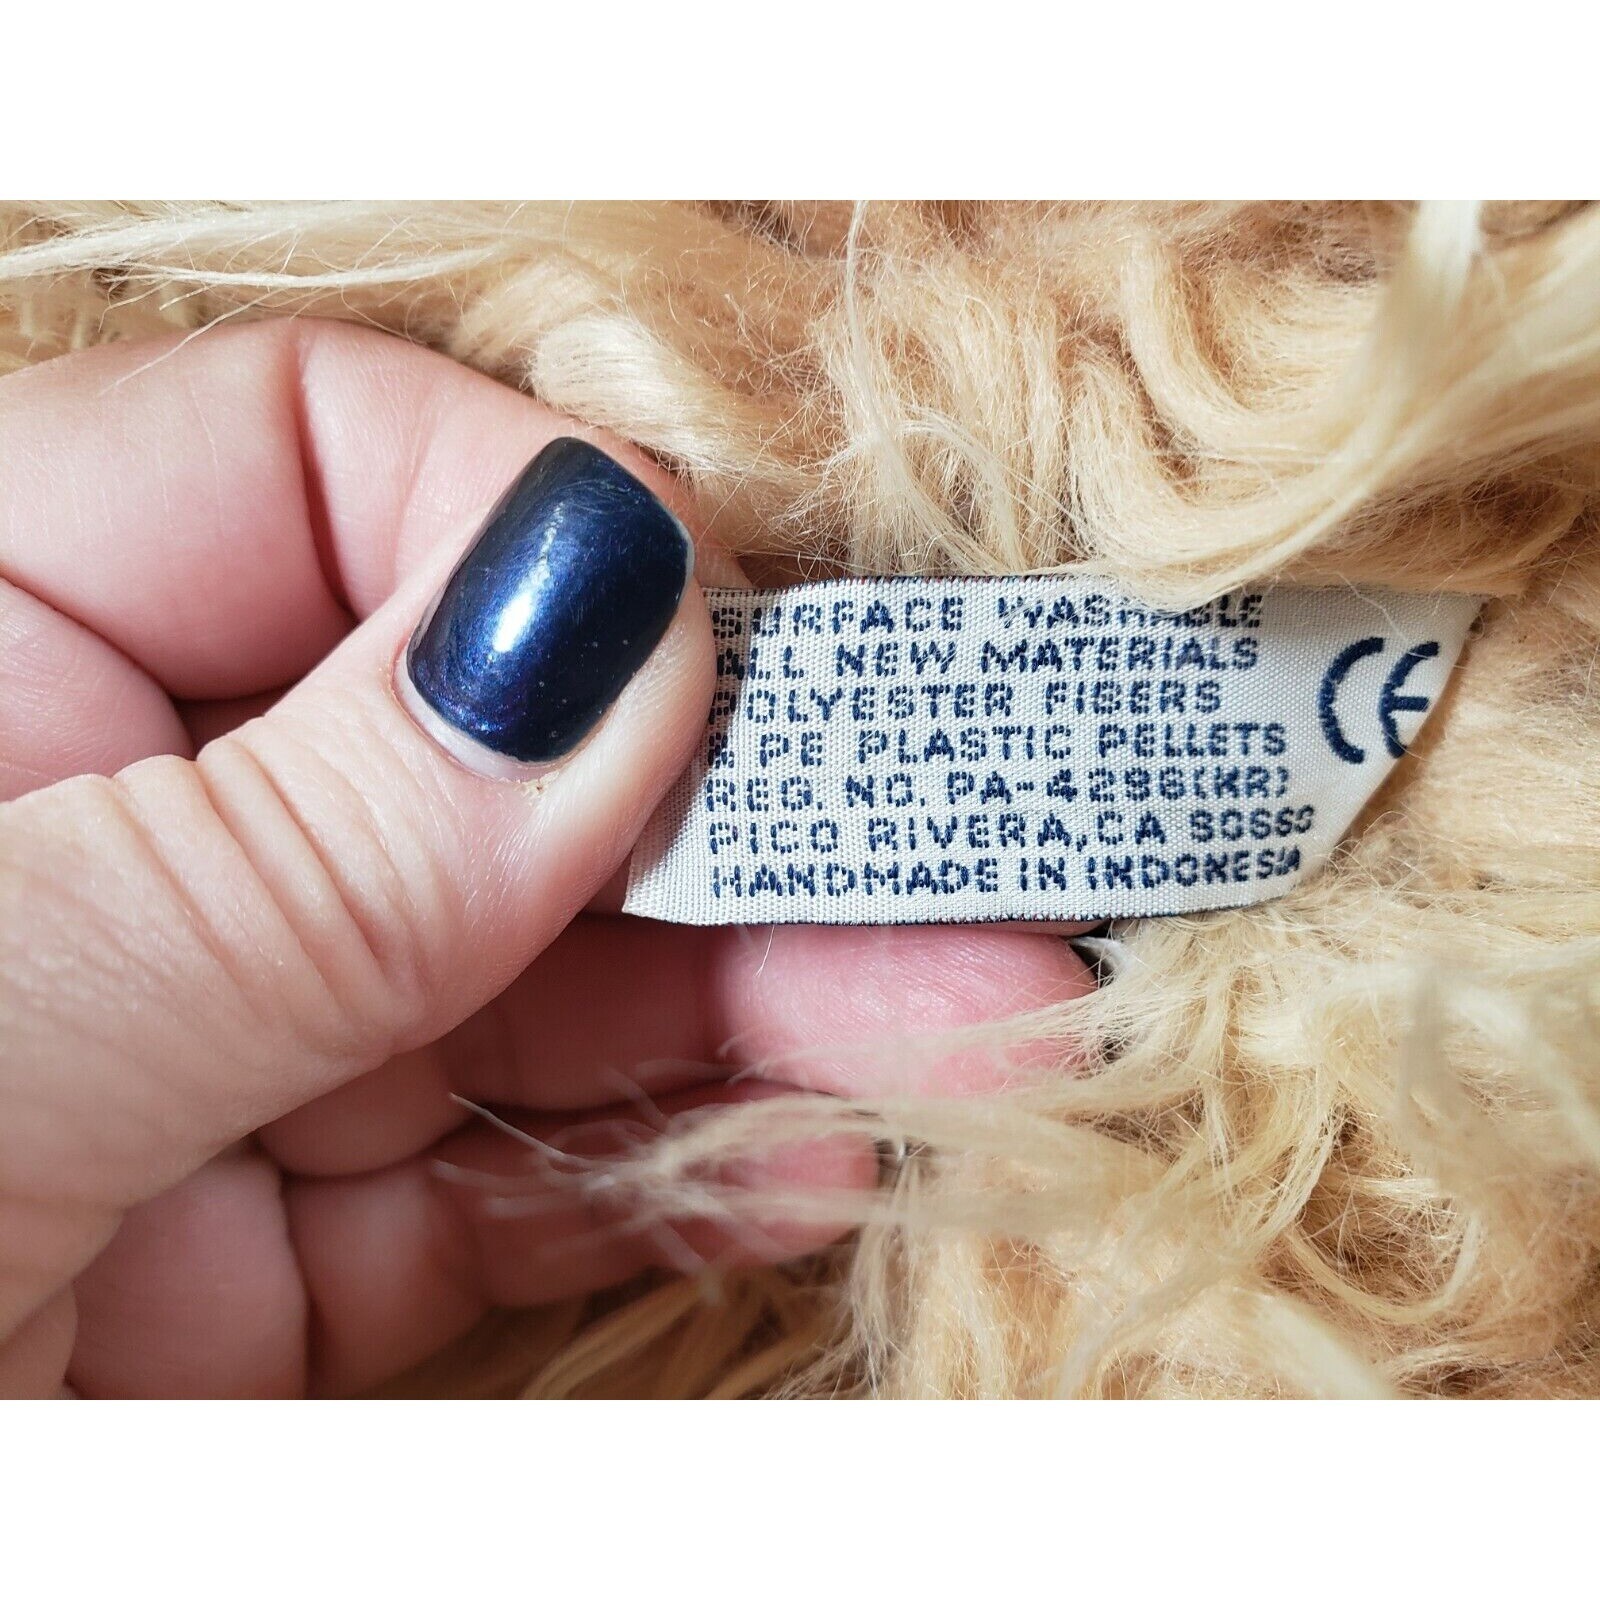 SURFACE WASHABLE
ALL NEW MATERIALS
POLYESTER FIBERS
& PE PLASTIC PELLETS
REG. NO. PA-4296(KR)
PICO RIVERA, CA 90660
HANDMADE IN INDONESIA
CE